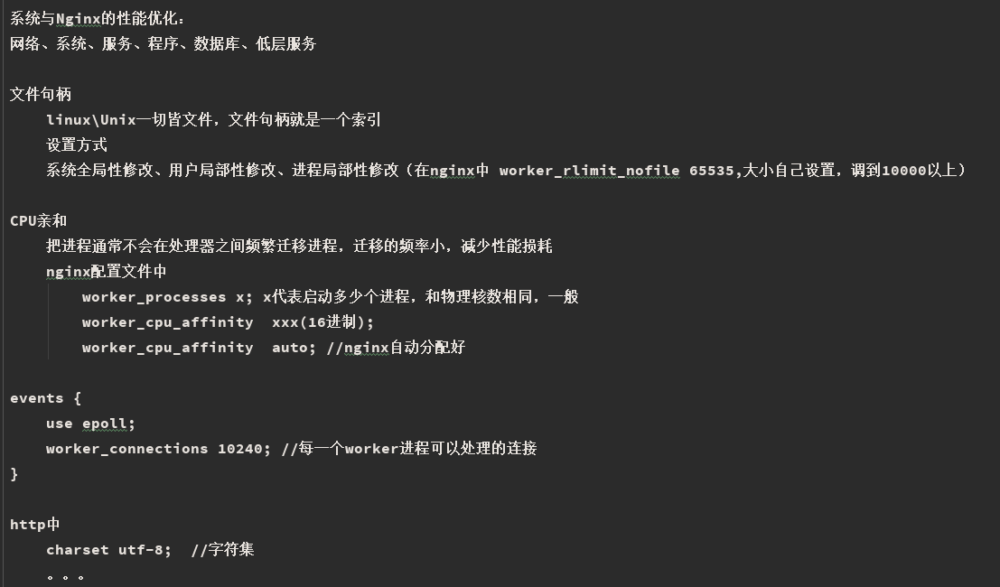 系统与Nginx的性能优化：
网络、系统、服务、程序、数据库、低层服务
文件句柄
linux\Unix一切皆文件，文件句柄就是一个索引
设置方式
系统全局性修改、用户局部性修改、进程局部性修改（在nginx中 worker_rlimit_nofile 65535,大小自己设置，调到10000以上）
CPU亲和
把进程通常不会在处理器之间频繁迁移进程，迁移的频率小，减少性能损耗
nginx配置文件中
worker_processes x; x代表启动多少个进程，和物理核数相同，一般
worker_cpu_affinity  xxx(16进制);
worker_cpu_affinity  auto; //nginx自动分配好
events {
use epoll;
worker_connections 10240; //每一个worker进程可以处理的连接
}
http中
charset utf-8;  //字符集
。。。